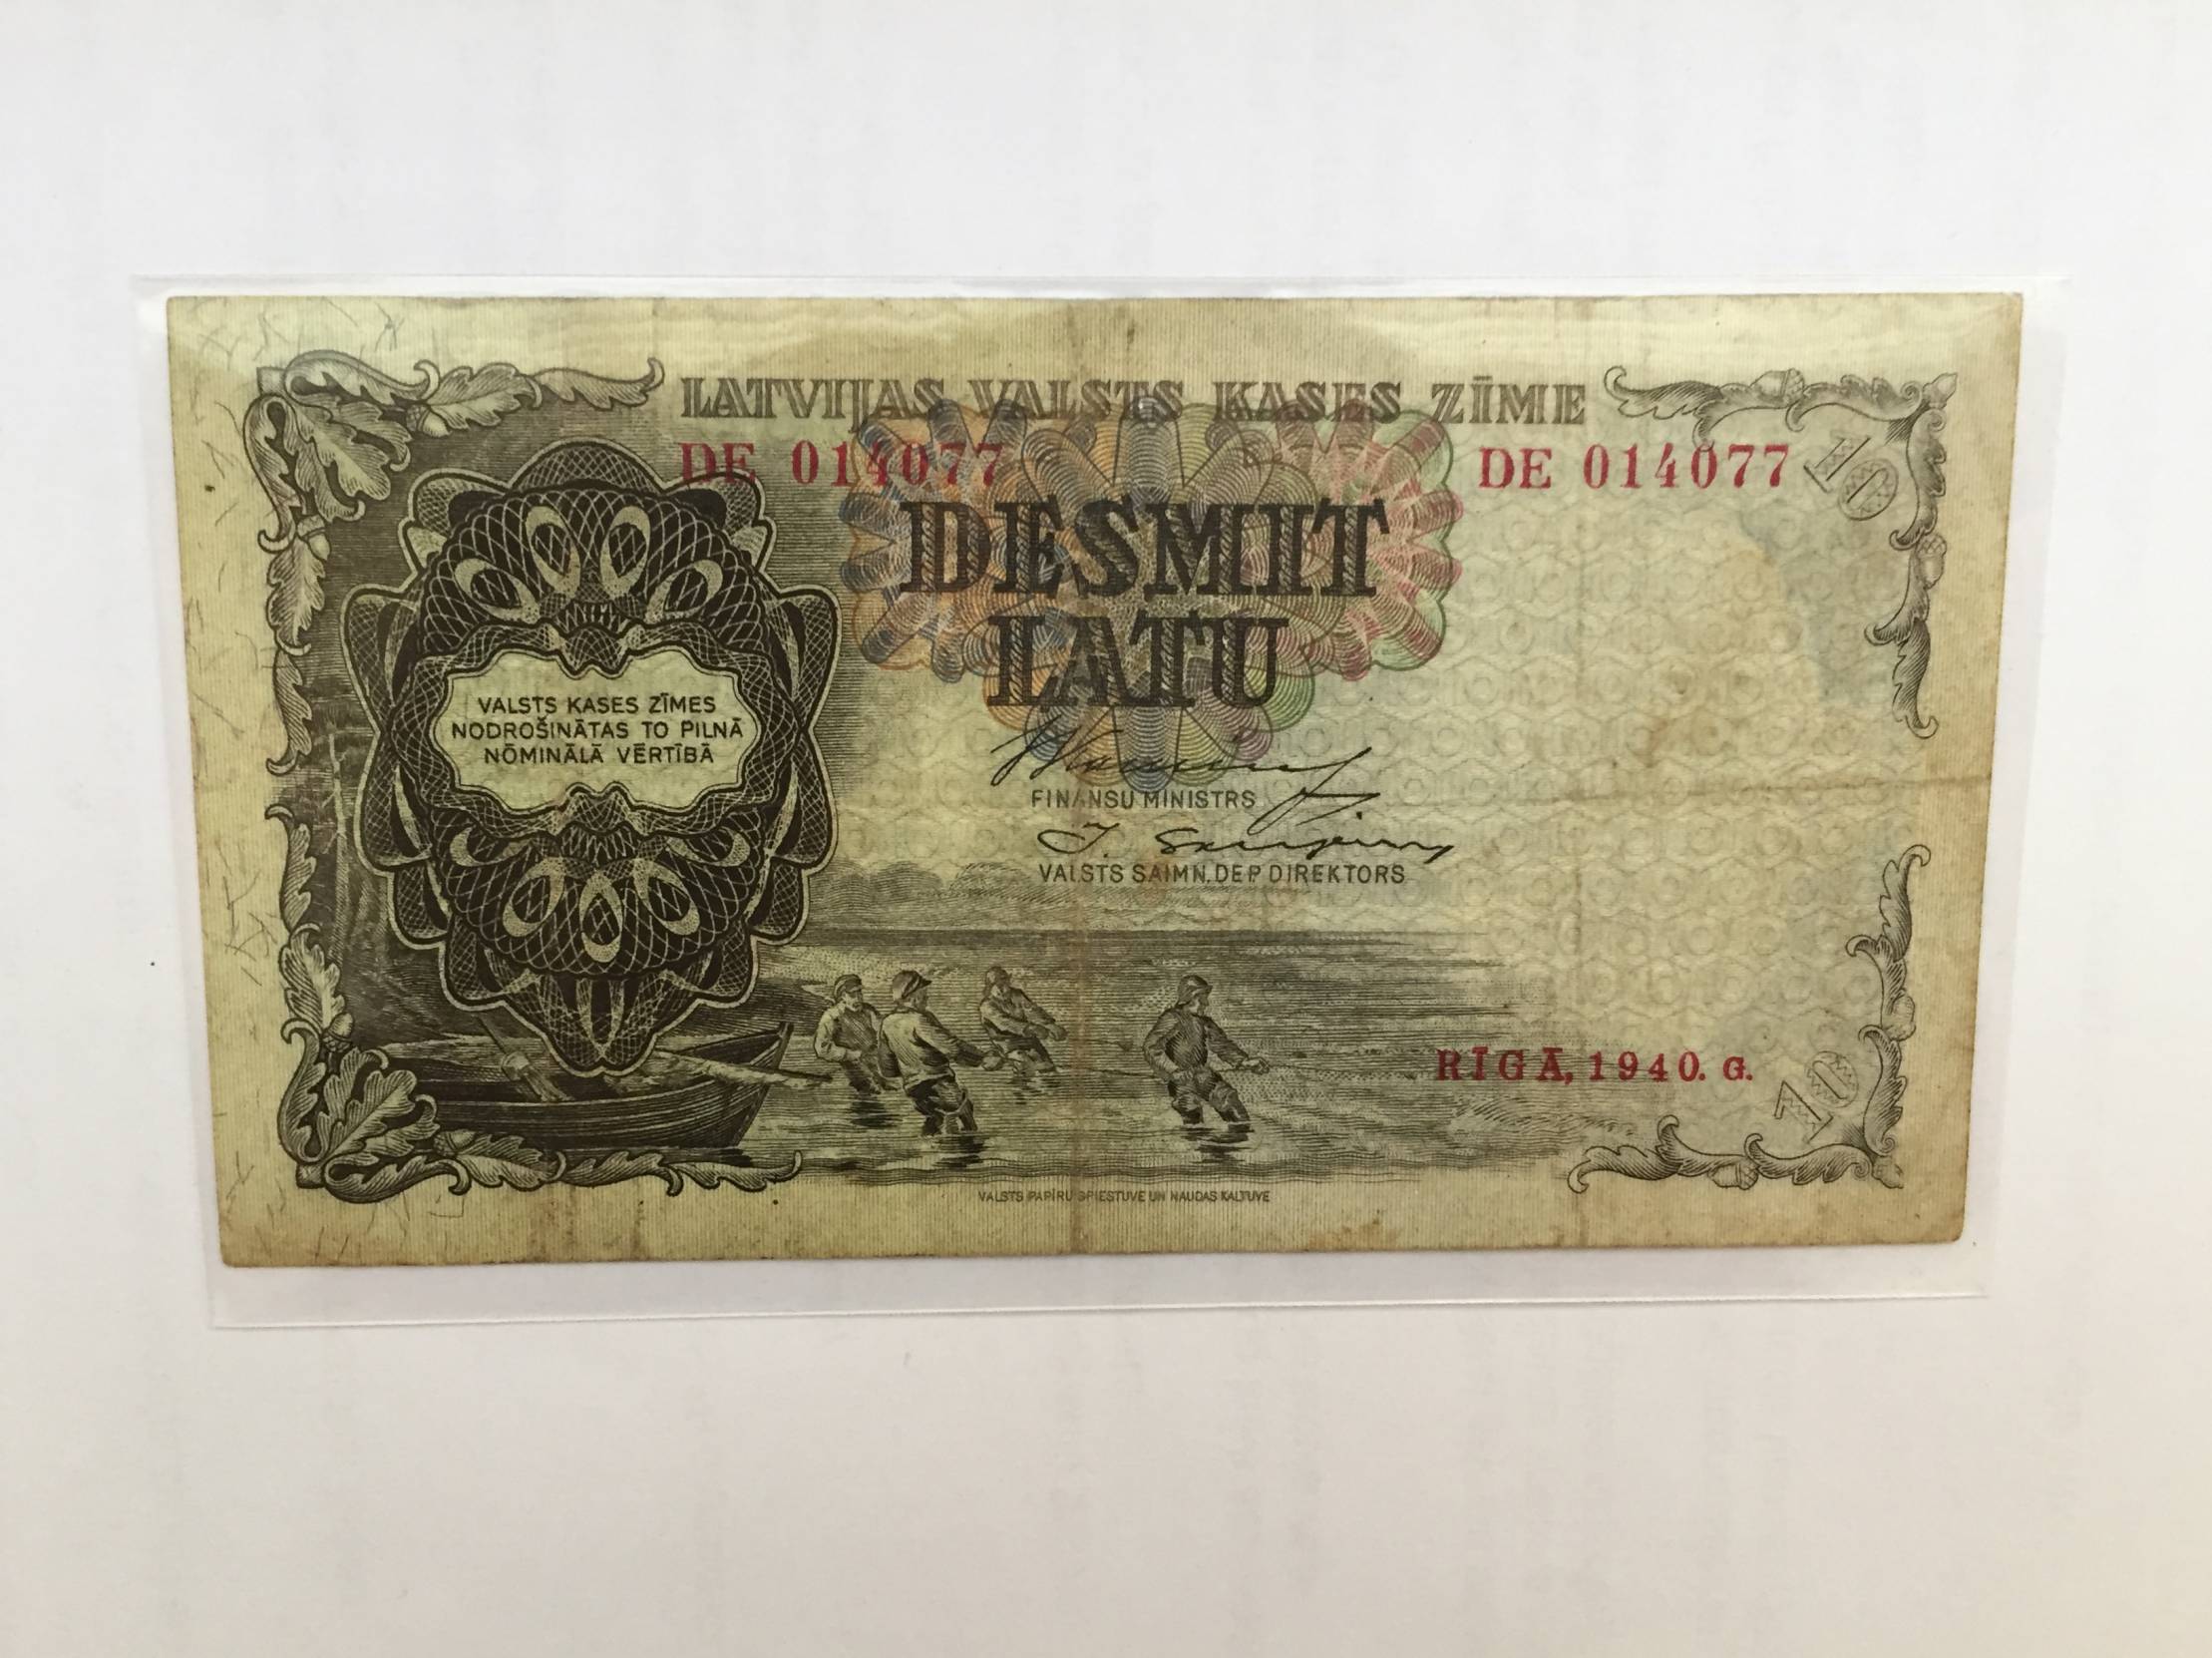 LATVIJAS VALSTS KASES ZĪME
DE 014077
DE 014077
10
DESMIT
LATU
VALSTS KASES ZĪMES
NODROŠINĀTAS TO PILNĀ
NŌMINĀLĀ VĒRTĪBĀ
FINANSU MINISTRS
VALSTS SAIMN. DEP. DIREKTORS
RĪGĀ, 1940. G.
10
VALSTS PAPĪRU SPIESTUVE UN NAUDAS KALTUVE